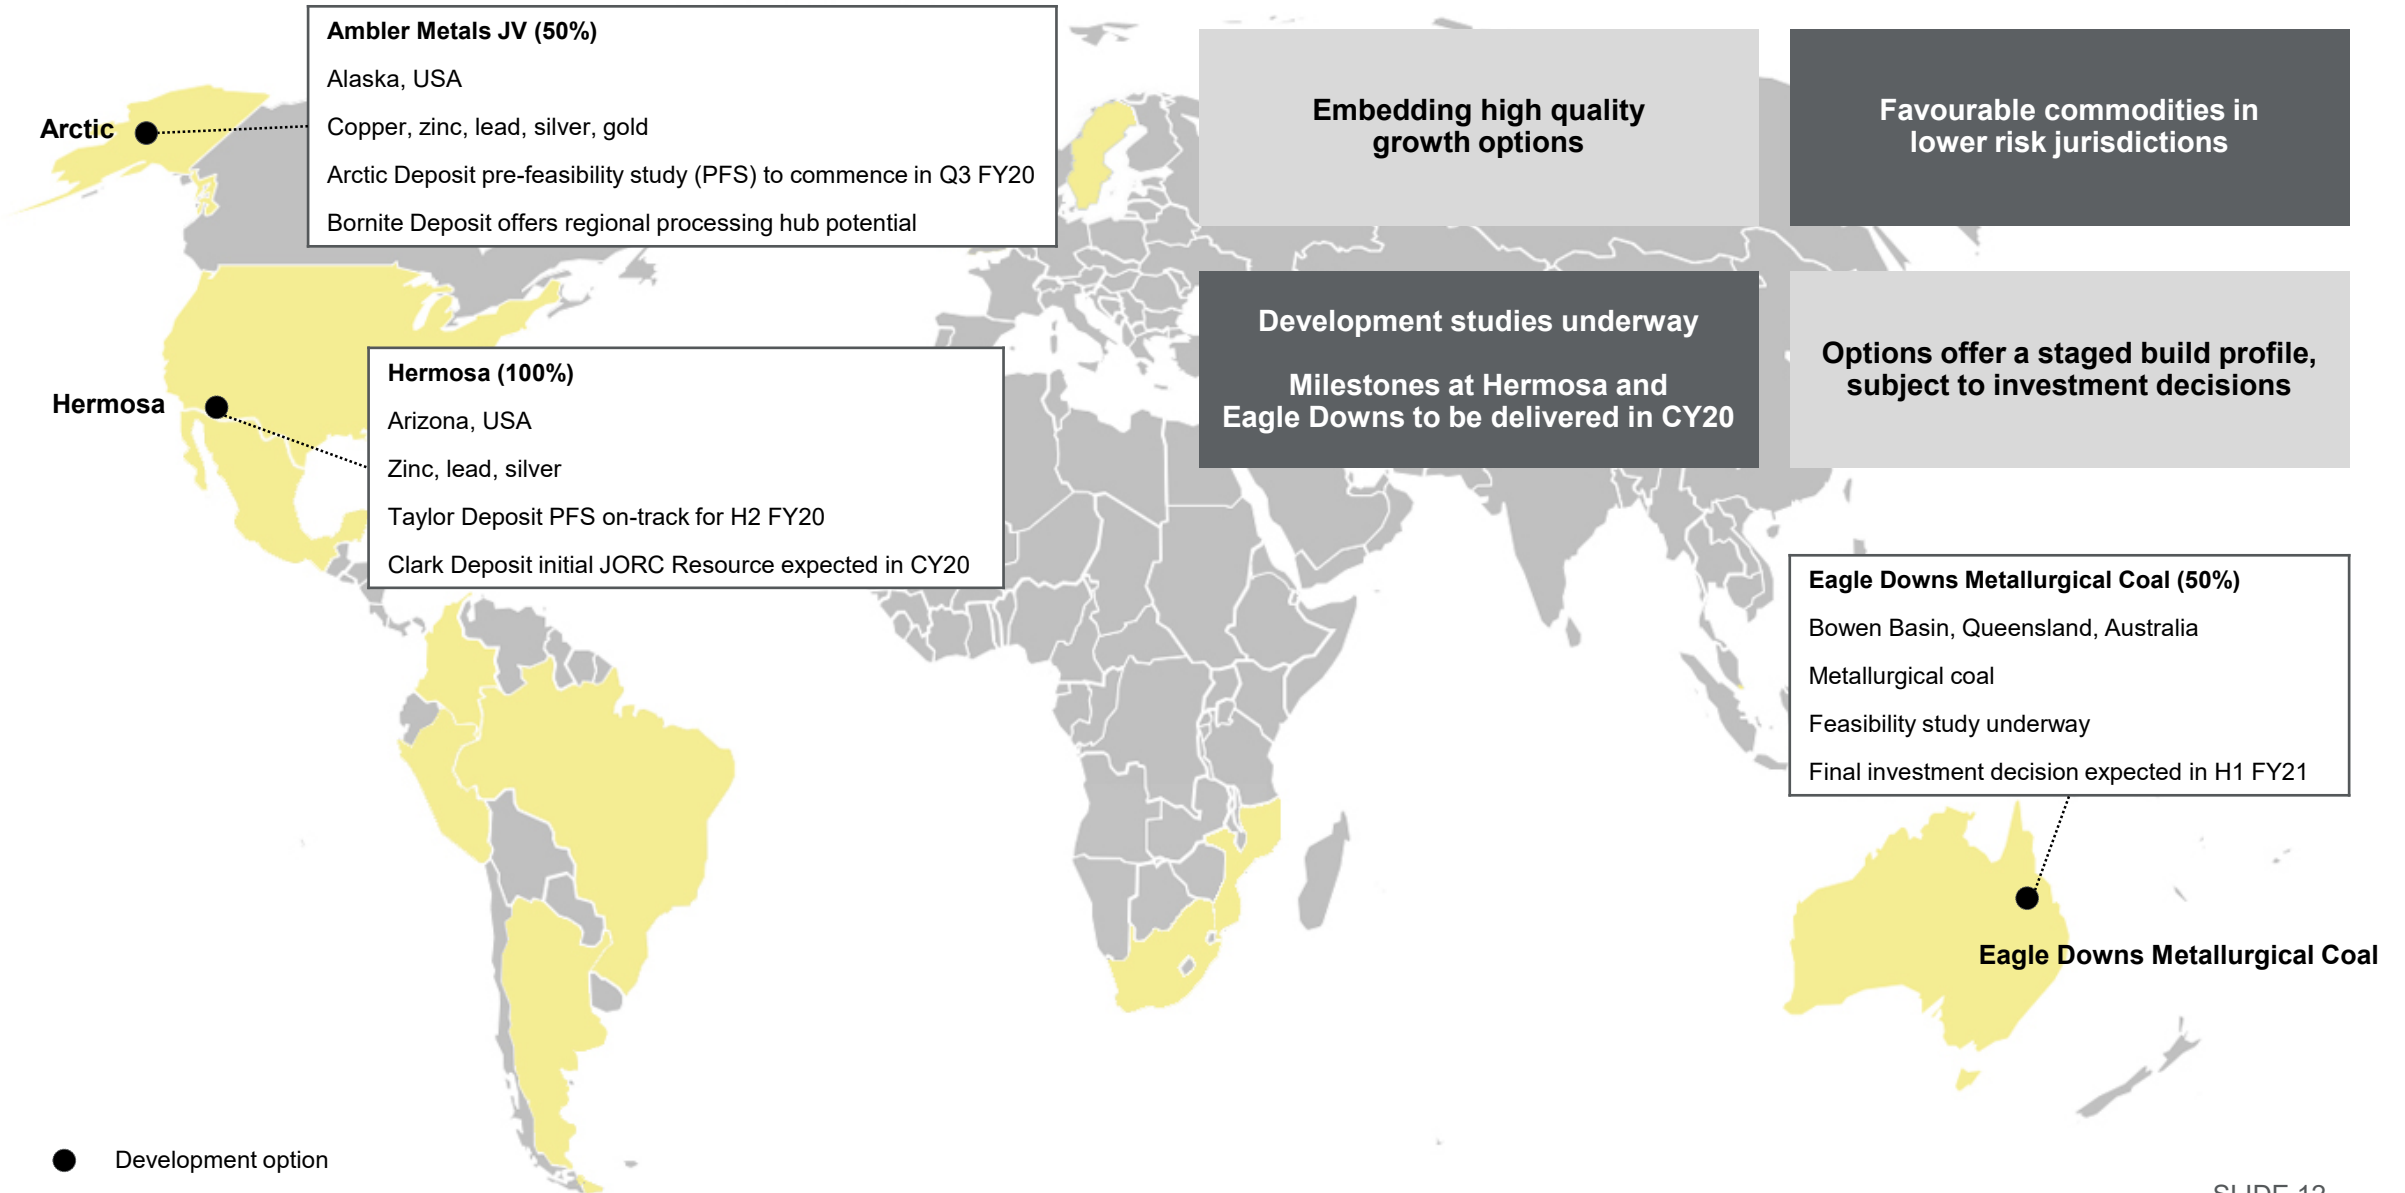 Ambler Metals JV (50%)
Alaska, USA
Copper, zinc, lead, silver, gold
Arctic Deposit pre-feasibility study (PFS) to commence in Q3 FY20
Bornite Deposit offers regional processing hub potential
Arctic
Embedding high quality
growth options
Favourable commodities in
lower risk jurisdictions
Development studies underway
Milestones at Hermosa and
Eagle Downs to be delivered in CY20
Options offer a staged build profile,
subject to investment decisions
Hermosa
Hermosa (100%)
Arizona, USA
Zinc, lead, silver
Taylor Deposit PFS on-track for H2 FY20
Clark Deposit initial JORC Resource expected in CY20
Eagle Downs Metallurgical Coal (50%)
Bowen Basin, Queensland, Australia
Metallurgical coal
Feasibility study underway
Final investment decision expected in H1 FY21
Eagle Downs Metallurgical Coal
Development option
SLIDE 12